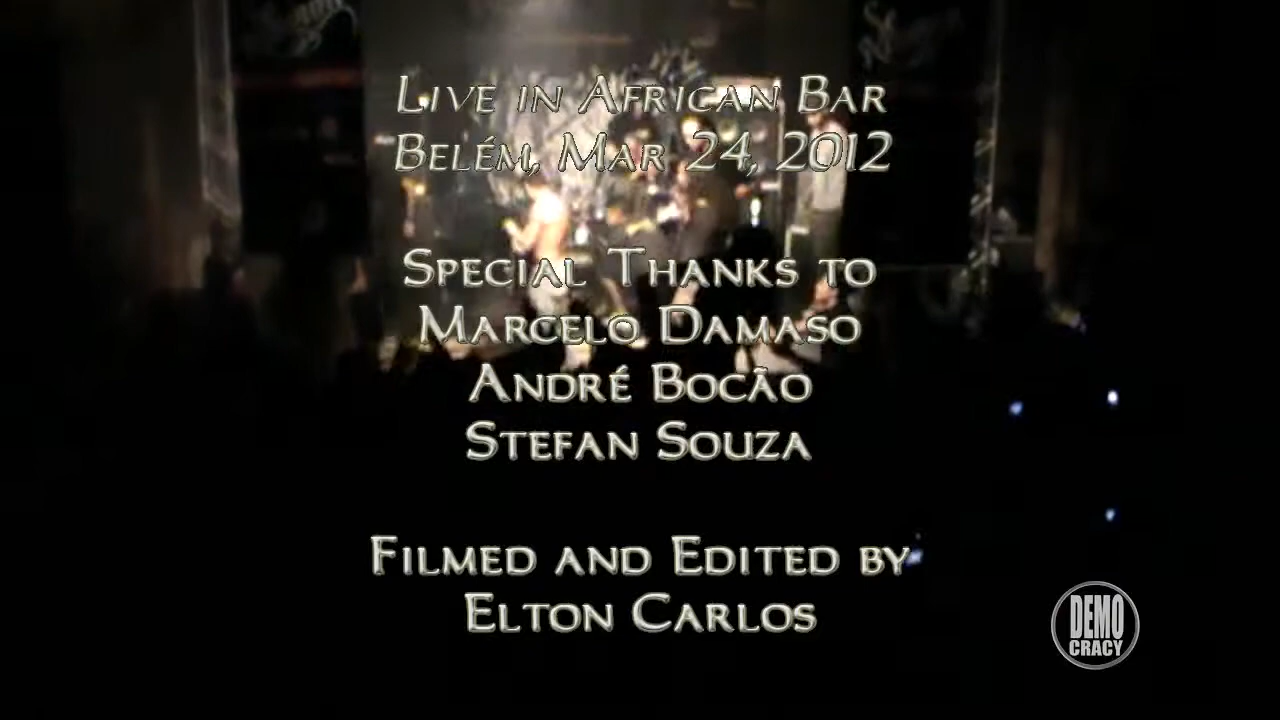 Live in African Bar
Belém, Mar 24, 2012
Special Thanks to
Marcelo Damaso
André Bocão
Stefan Souza
Filmed and Edited by
Elton Carlos
DEMO
CRACY